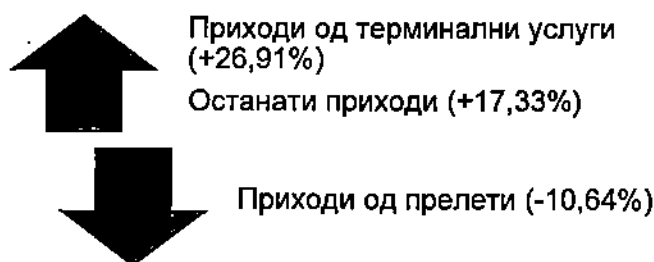 Приходи од терминални услуги
(+26,91%)
Останати приходи (+17,33%)
Приходи од прелети (-10,64%)